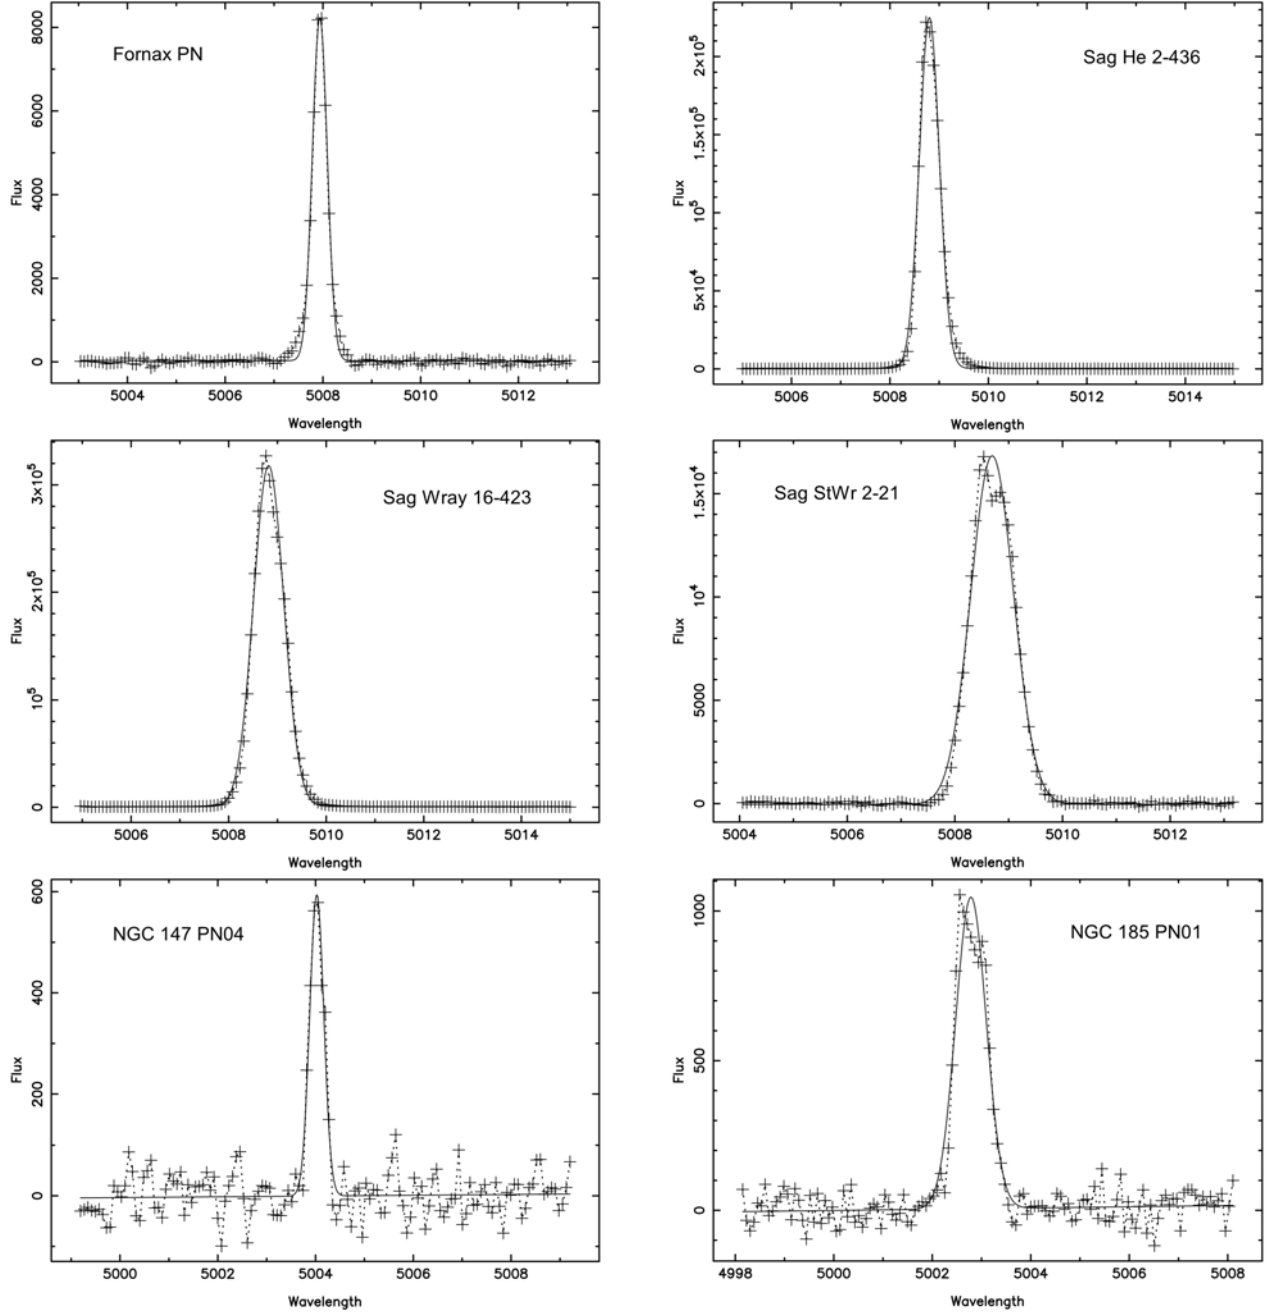 Fornax PN
Flux
8000
6000
4000
2000
0
5004 5006 5008 5010 5012
Wavelength
Sag He 2-436
Flux
2×10⁵
1.5×10⁵
10⁵
5×10⁴
0
5006 5008 5010 5012 5014
Wavelength
Sag Wray 16-423
Flux
3×10⁵
2×10⁵
10⁵
0
5006 5008 5010 5012 5014
Wavelength
Sag StWr 2-21
Flux
1.5×10⁴
10⁴
5000
0
5004 5006 5008 5010 5012
Wavelength
NGC 147 PN04
Flux
600
400
200
0
5000 5002 5004 5006 5008
Wavelength
NGC 185 PN01
Flux
1000
500
0
4998 5000 5002 5004 5006 5008
Wavelength